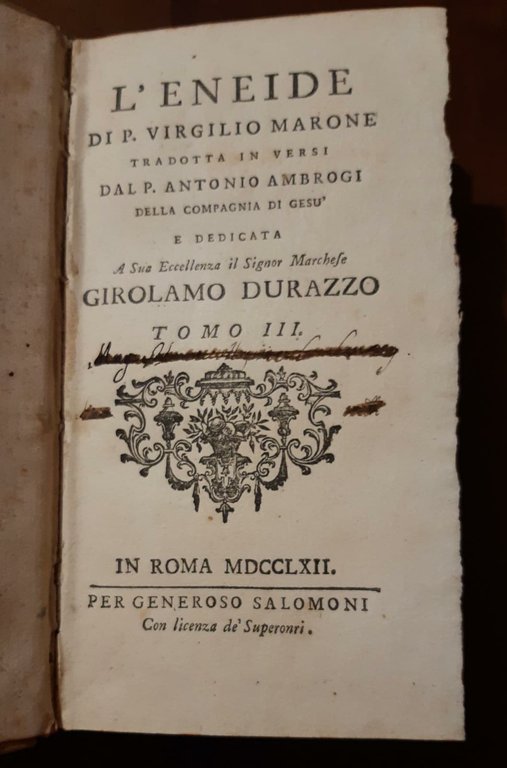 L' ENEIDE
DI P. VIRGILIO MARONE
TRADOTTA IN VERSI
DAL P. ANTONIO AMBROGI
DELLA COMPAGNIA DI GESU'
E DEDICATA
A Sua Eccellenza il Signor Marchese
GIROLAMO DURAZZO
TOMO III.
IN ROMA MDCCLXII.
PER GENEROSO SALOMONI
Con licenza de' Superonri.